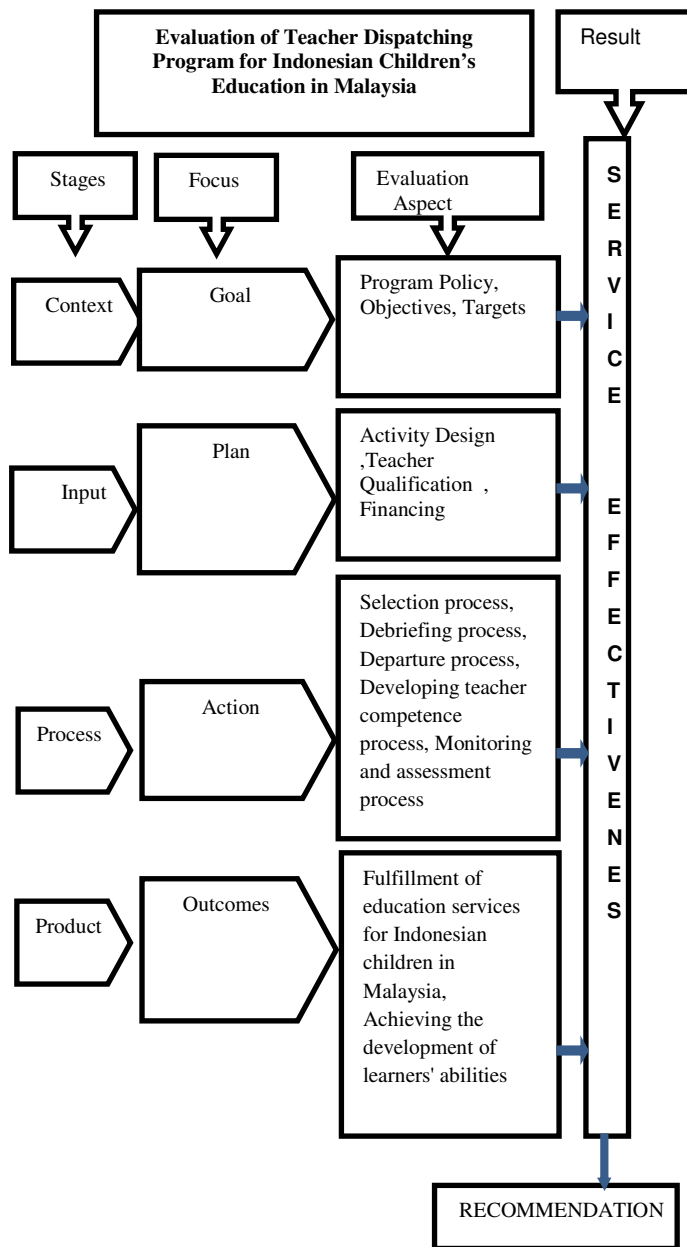 Evaluation of Teacher Dispatching
Program for Indonesian Children's
Education in Malaysia
Result
Stages
Focus
Evaluation
Aspect
Context
Goal
Program Policy,
Objectives, Targets
Input
Plan
Activity Design
,Teacher
Qualification ,
Financing
Process
Action
Selection process,
Debriefing process,
Departure process,
Developing teacher
competence
process, Monitoring
and assessment
process
Product
Outcomes
Fulfillment of
education services
for Indonesian
children in
Malaysia,
Achieving the
development of
learners' abilities
S
E
R
V
I
C
E
E
F
F
E
C
T
I
V
E
N
E
S
RECOMMENDATION